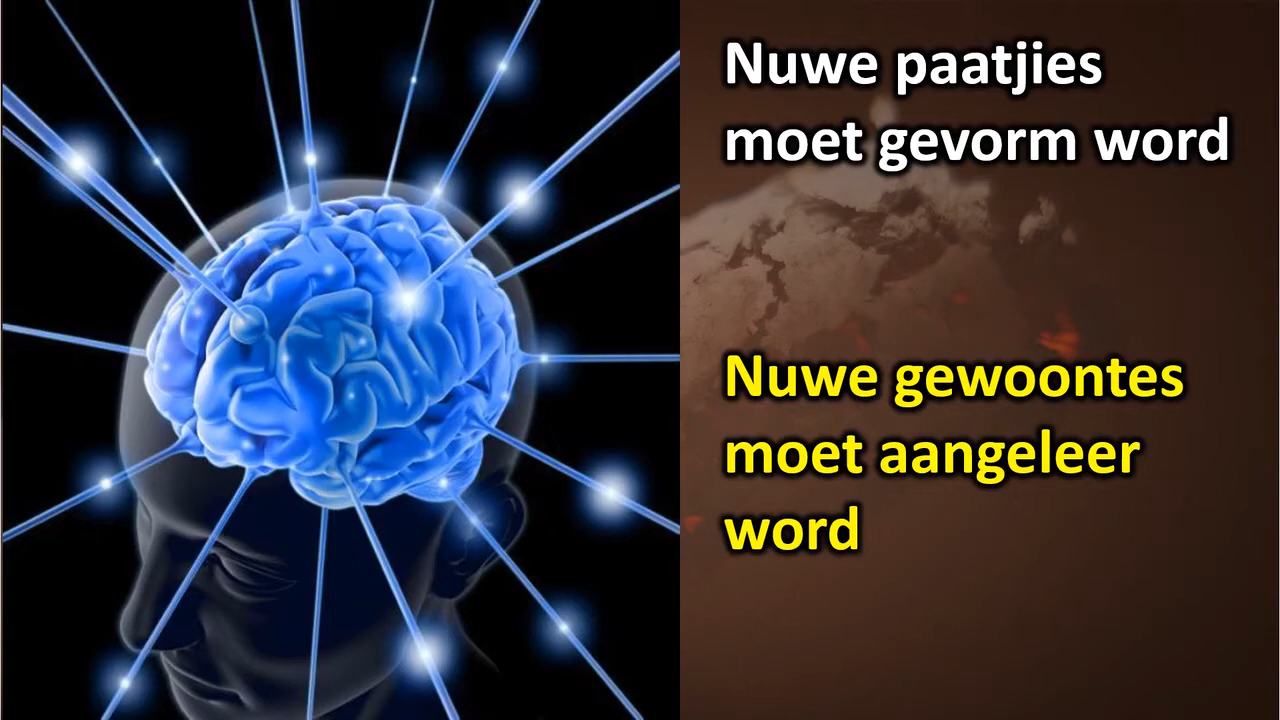 Nuwe paatjies
moet gevorm word
Nuwe gewoontes
moet aangeleer
word